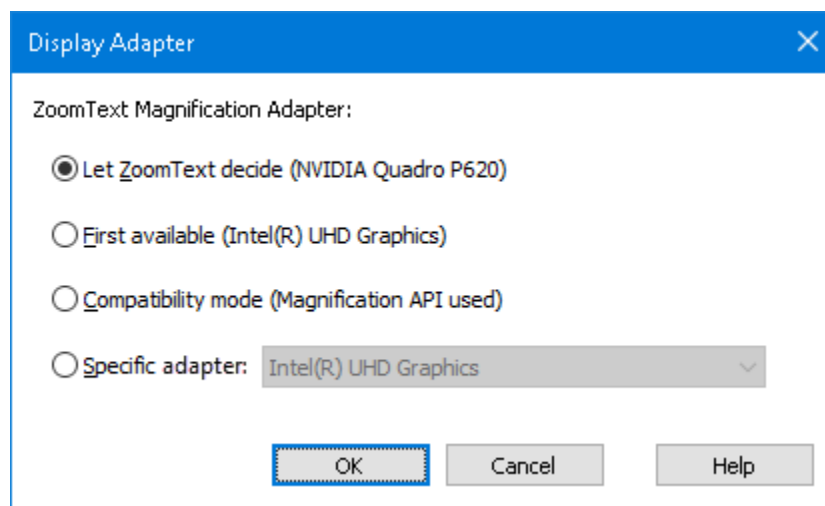 Display Adapter
ZoomText Magnification Adapter:
Let ZoomText decide (NVIDIA Quadro P620)
First available (Intel(R) UHD Graphics)
Compatibility mode (Magnification API used)
Specific adapter: Intel(R) UHD Graphics
OK Cancel Help